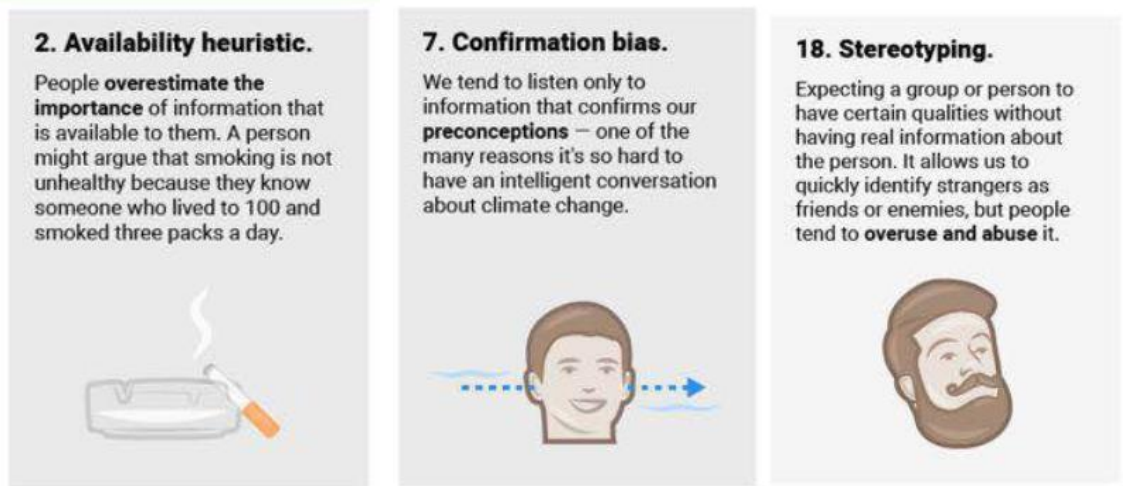 2. Availability heuristic.
People overestimate the
importance of information that
is available to them. A person
might argue that smoking is not
unhealthy because they know
someone who lived to 100 and
smoked three packs a day.
7. Confirmation bias.
We tend to listen only to
information that confirms our
preconceptions — one of the
many reasons it's so hard to
have an intelligent conversation
about climate change.
18. Stereotyping.
Expecting a group or person to
have certain qualities without
having real information about
the person. It allows us to
quickly identify strangers as
friends or enemies, but people
tend to overuse and abuse it.